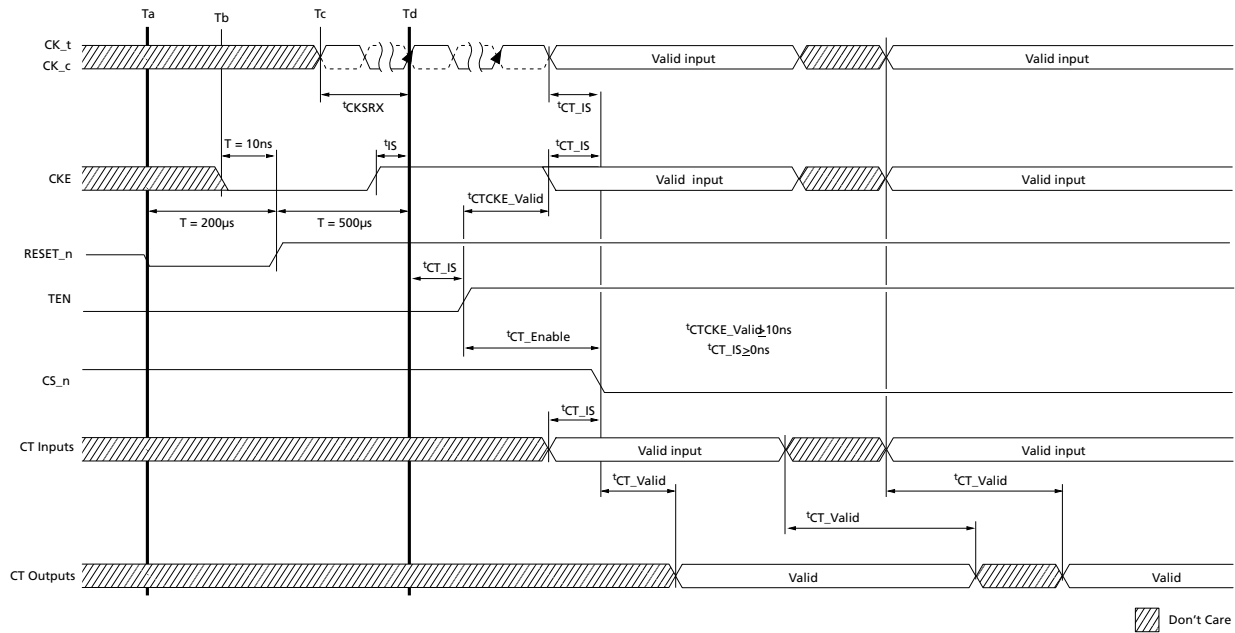 Ta Tb Tc Td
CK_t
CK_c
Valid input
Valid input
tCKSRX
tCT_IS
T = 10ns
tIS
tCT_IS
CKE
Valid input
Valid input
tCTCKE_Valid
T = 200µs
T = 500µs
RESET_n
tCT_IS
TEN
tCT_Enable
tCTCKE_Valid≥10ns
tCT_IS≥0ns
CS_n
tCT_IS
CT Inputs
Valid input
Valid input
tCT_Valid
tCT_Valid
tCT_Valid
CT Outputs
Valid
Valid
Don't Care